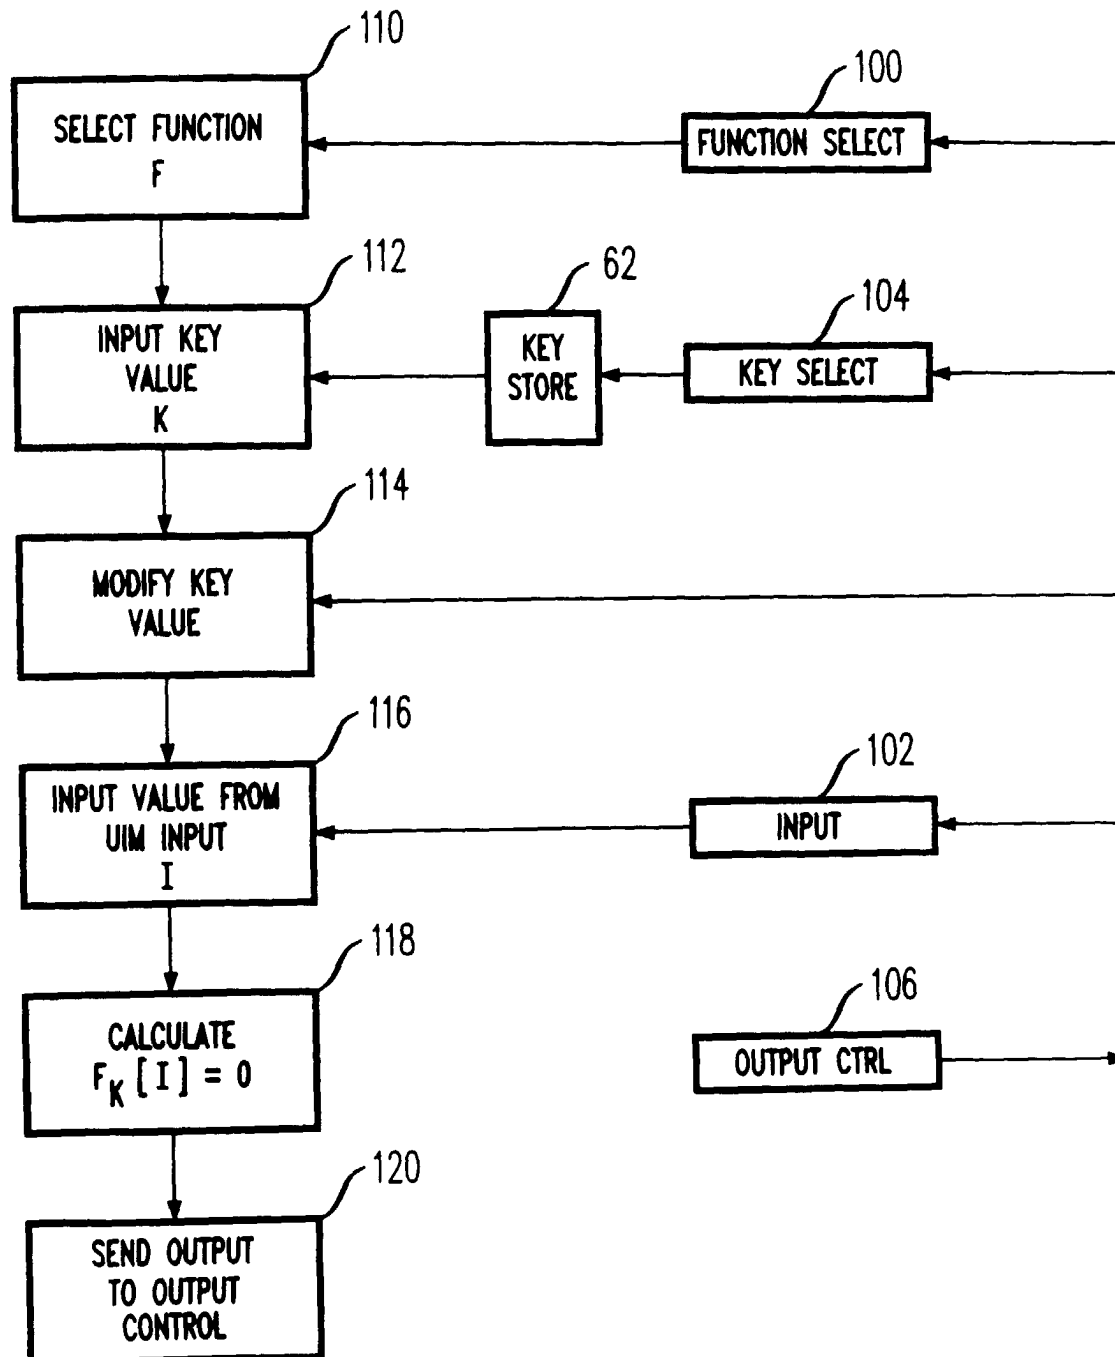 110
SELECT FUNCTION
F
100
FUNCTION SELECT
112
INPUT KEY
VALUE
K
62
KEY
STORE
104
KEY SELECT
114
MODIFY KEY
VALUE
116
INPUT VALUE FROM
UIM INPUT
I
102
INPUT
118
CALCULATE
F_K [I] = 0
106
OUTPUT CTRL
120
SEND OUTPUT
TO OUTPUT
CONTROL